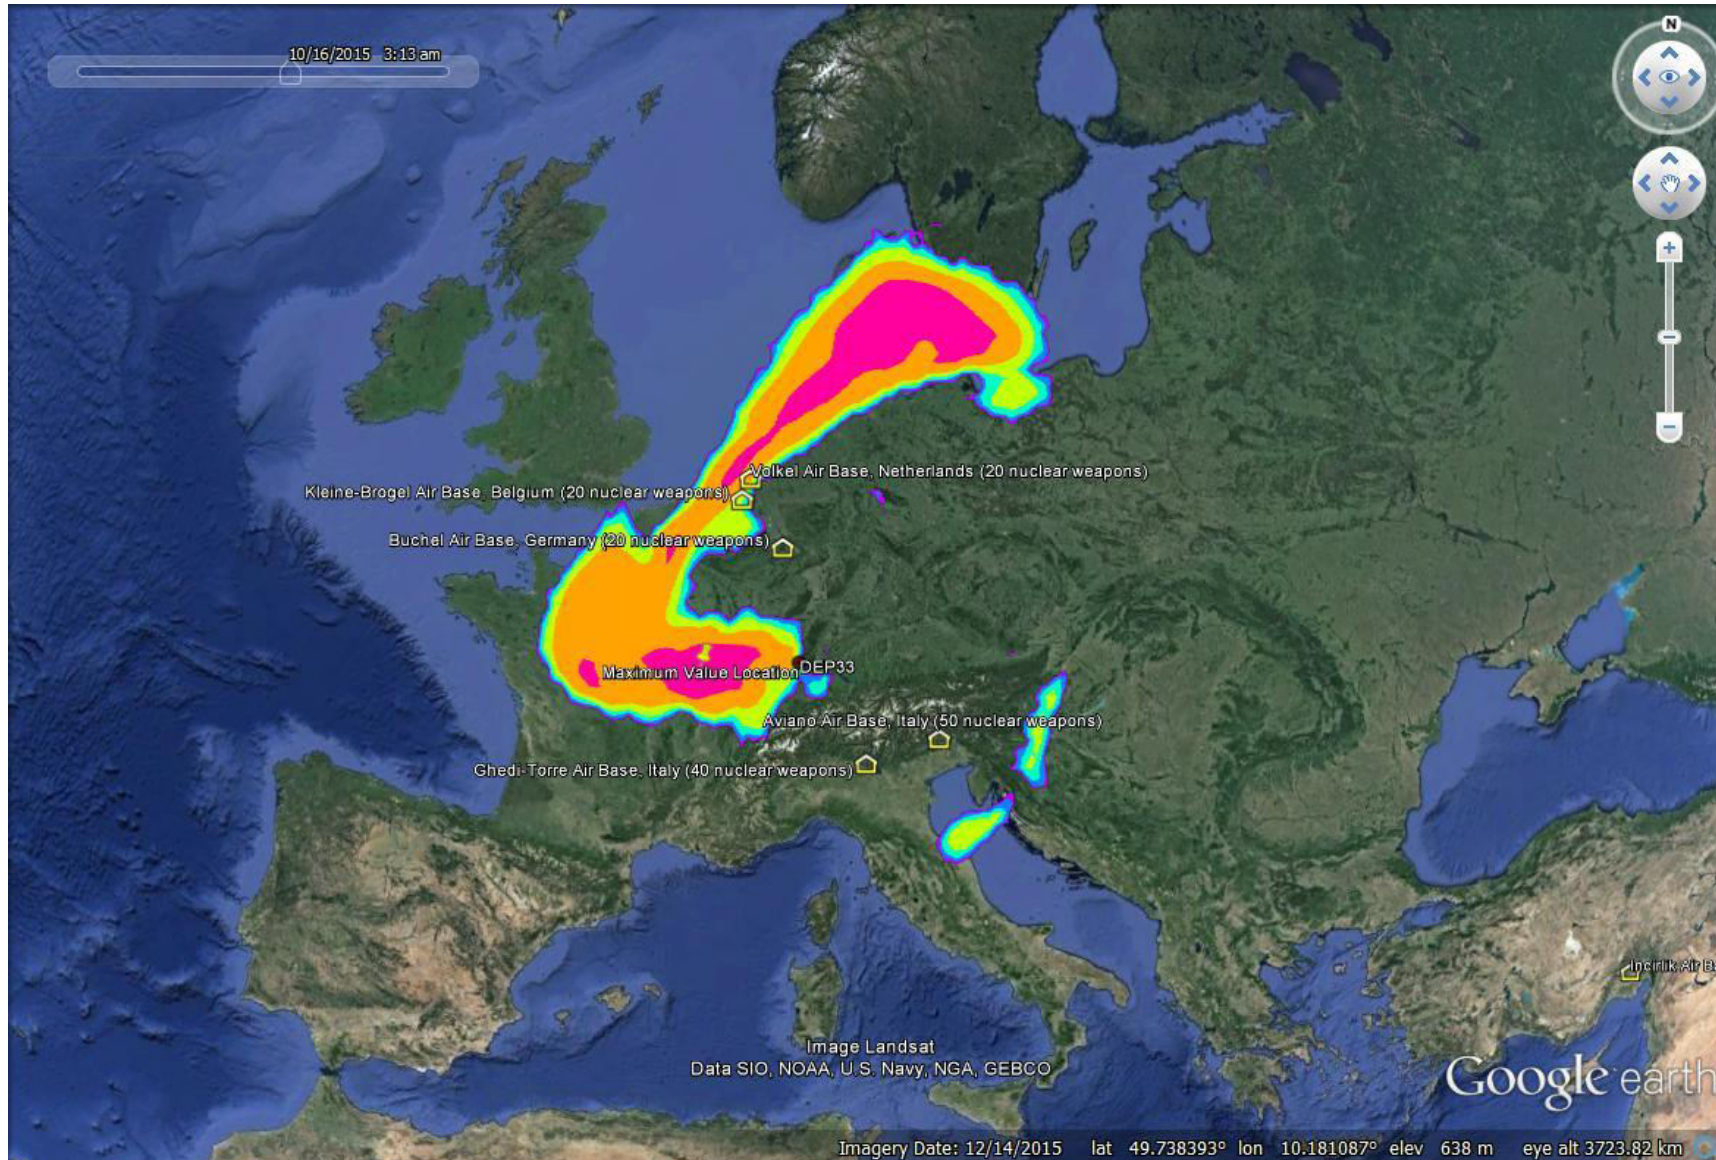 10/16/2015 3:13 am
N
Volkel Air Base, Netherlands (20 nuclear weapons)
Kleine-Brogel Air Base, Belgium (20 nuclear weapons)
Buchel Air Base, Germany (20 nuclear weapons)
Maximum Value Location
DEP33
Aviano Air Base, Italy (50 nuclear weapons)
Ghedi-Torre Air Base, Italy (40 nuclear weapons)
Incirlik Air
Image Landsat
Data SIO, NOAA, U.S. Navy, NGA, GEBCO
Google earth
Imagery Date: 12/14/2015 lat 49.738393° lon 10.181087° elev 638 m eye alt 3723.82 km